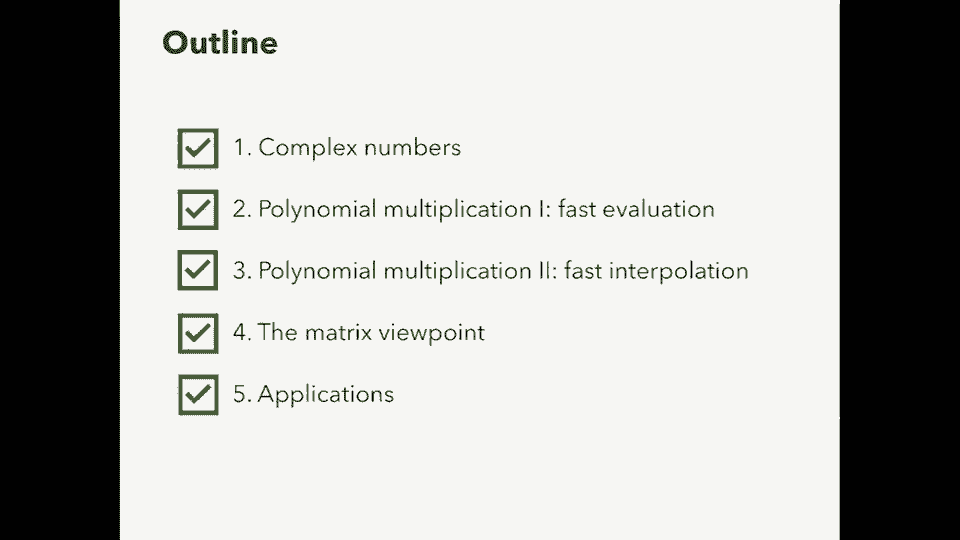 Outline
1. Complex numbers
2. Polynomial multiplication I: fast evaluation
3. Polynomial multiplication II: fast interpolation
4. The matrix viewpoint
5. Applications